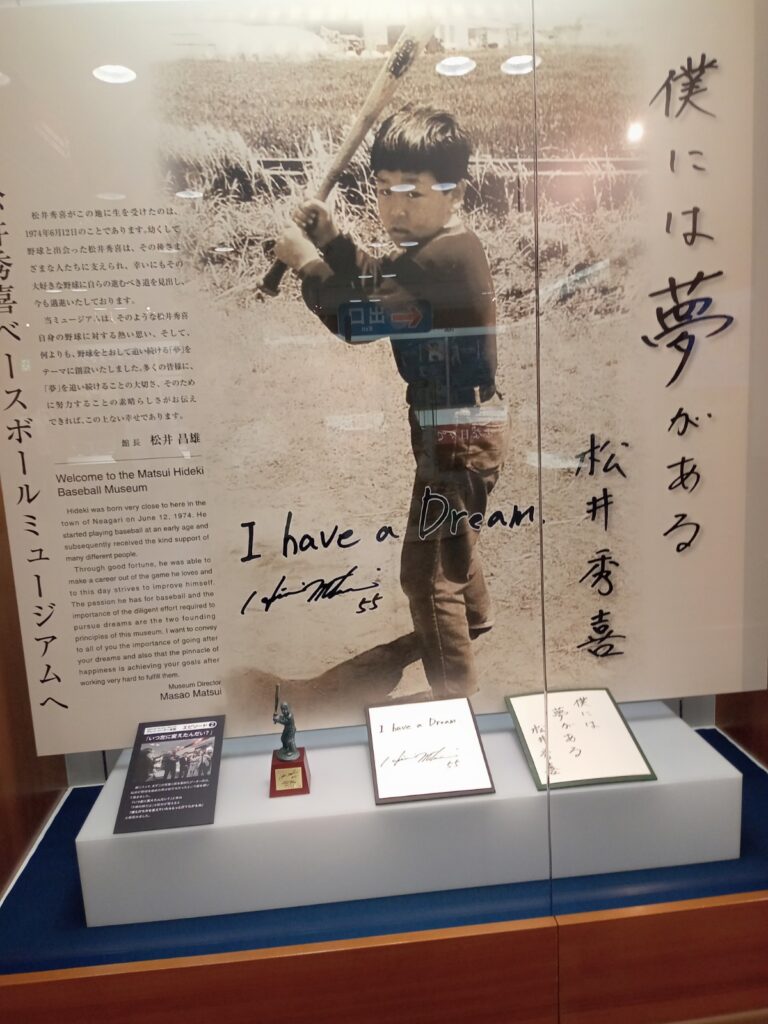 僕には夢がある
松井秀喜
井秀喜ベースボールミュージアムへ
松井秀喜がこの地に生を受けたのは、
1974年6月12日のことであります。幼くして
野球と出会った松井秀喜は、その後さま
ざまな人たちに支えられ、幸いにもその
大好きな野球に自らの進むべき道を見出し、
今も邁進いたしております。
当ミュージアムは、そのような松井秀喜
自身の野球に対する熱い思い、そして、
何よりも、野球をとおして追い続ける「夢」を
テーマに創設いたしました。多くの皆様に、
「夢」を追い続けることの大切さ、そのため
に努力することの素晴らしさがお伝え
できれば、この上ない幸せであります。
館長 松井 昌雄
Welcome to the Matsui Hideki
Baseball Museum
Hideki was born very close to here in the
town of Neagari on June 12, 1974. He
started playing baseball at an early age and
subsequently received the kind support of
many different people.
Through good fortune, he was able to
make a career out of the game he loves and
to this day strives to improve himself.
The passion he has for baseball and the
importance of the diligent effort required to
pursus dreams are the two founding
principles of this museum. I want to convey
to all of you the importance of going after
your dreams and also that the pinnacle of
happiness is achieving your goals after
working very hard to fulfill them.
Museum Director
Masao Matsui
I have a Dream.
55
「いつ左に変えたんだい?」
I have a Dream
55
僕には
夢がある
松井秀喜